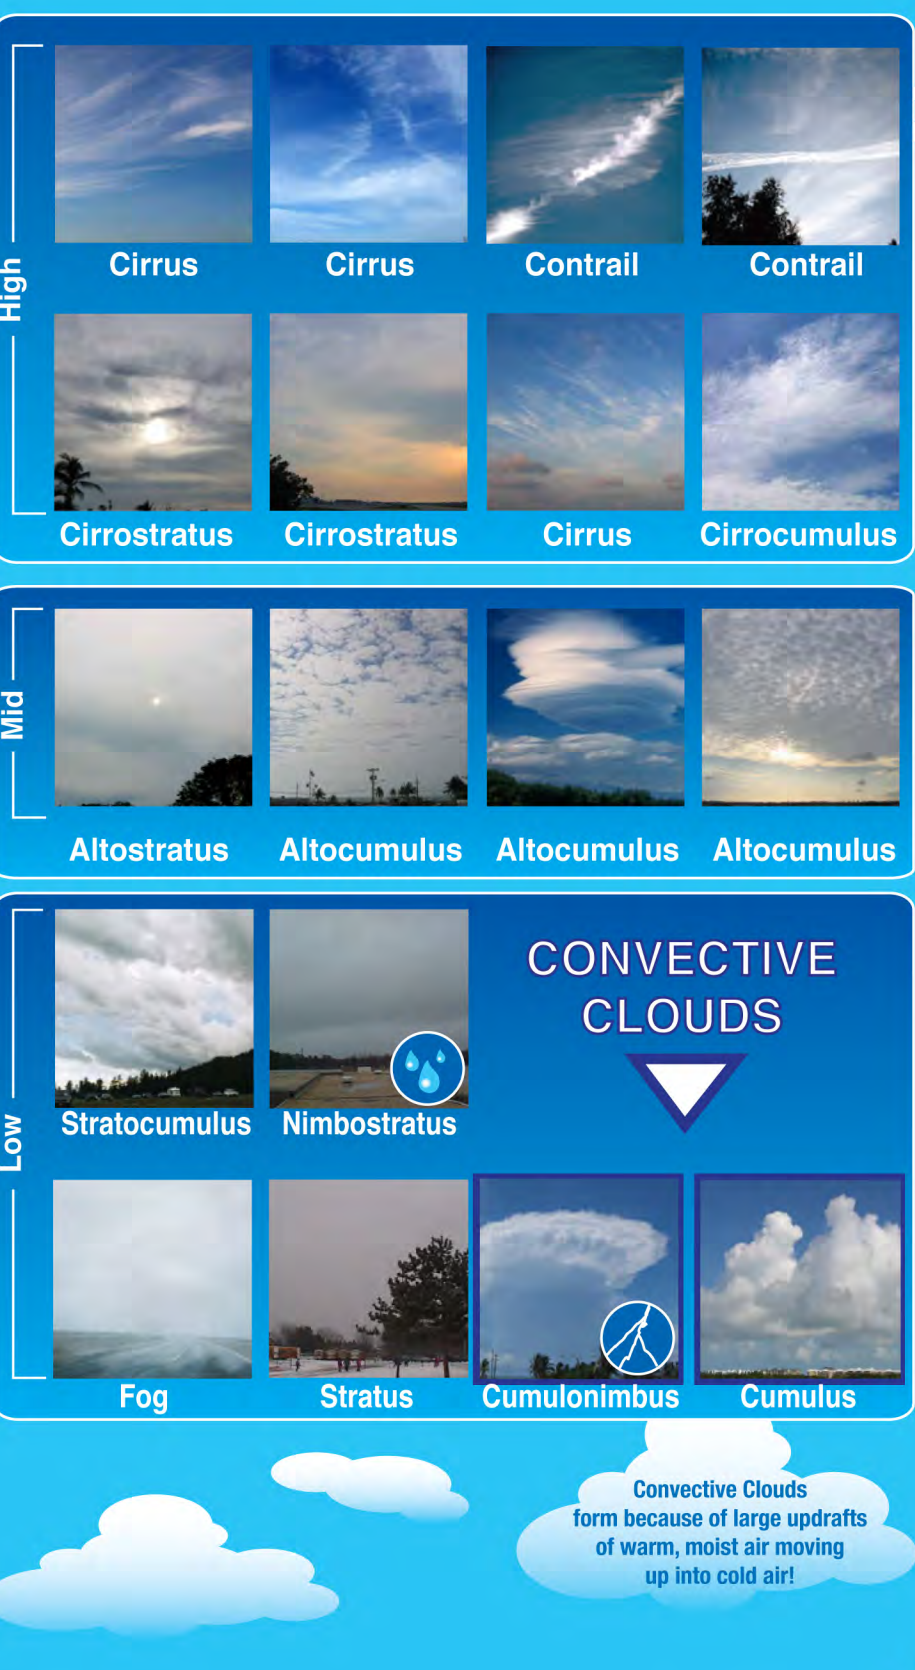 High
Cirrus
Cirrus
Contrail
Contrail
Cirrostratus
Cirrostratus
Cirrus
Cirrocumulus
Mid
Altostratus
Altocumulus
Altocumulus
Altocumulus
Low
Stratocumulus
Nimbostratus
CONVECTIVE
CLOUDS
Fog
Stratus
Cumulonimbus
Cumulus
Convective Clouds
form because of large updrafts
of warm, moist air moving
up into cold air!